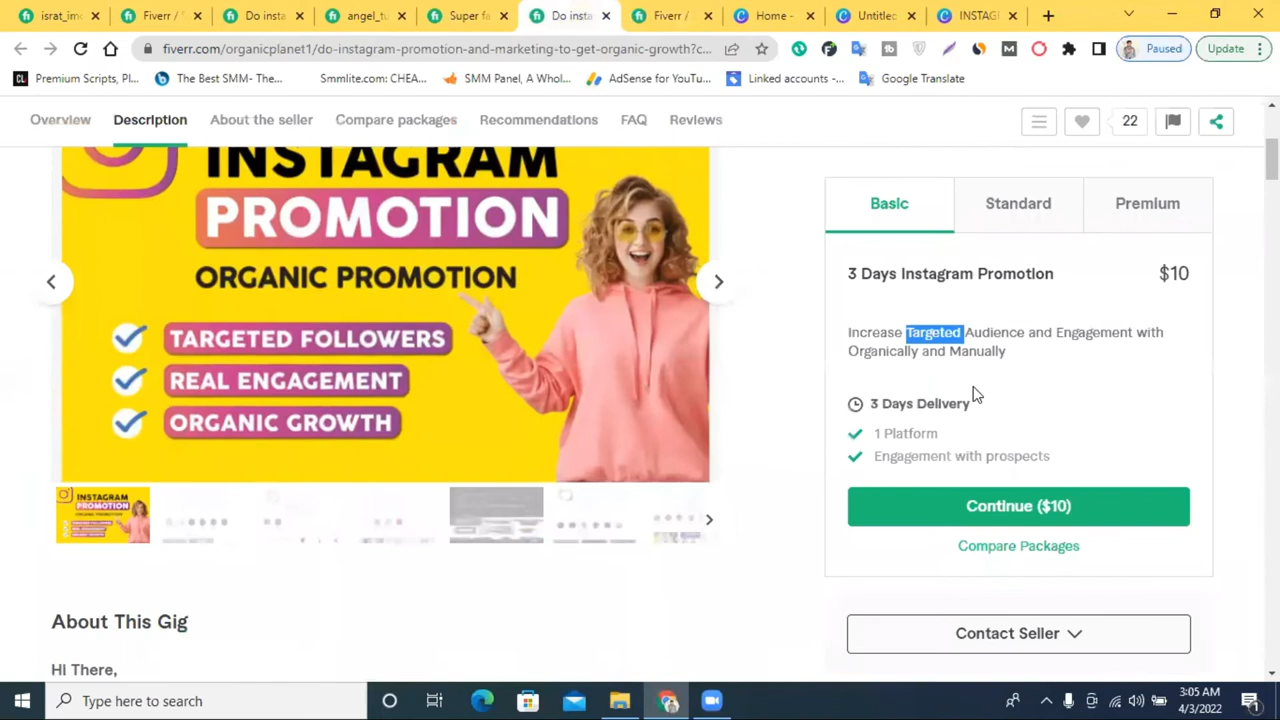 israt_im
Fiverr /
Do insta
angel_tu
Super fa
Do insta
Fiverr /
Home -
Untitled
INSTAG
fiverr.com/organicplanet1/do-instagram-promotion-and-marketing-to-get-organic-growth?c...
Paused
Update
CL
Premium Scripts, Pl...
The Best SMM- The...
Smmlite.com: CHEA...
SMM Panel, A Whol...
AdSense for YouTu...
Linked accounts -...
Google Translate
Overview
Description
About the seller
Compare packages
Recommendations
FAQ
Reviews
22
INSTAGRAM
PROMOTION
ORGANIC PROMOTION
TARGETED FOLLOWERS
REAL ENGAGEMENT
ORGANIC GROWTH
Basic
Standard
Premium
3 Days Instagram Promotion
$10
Increase Targeted Audience and Engagement with
Organically and Manually
3 Days Delivery
1 Platform
Engagement with prospects
Continue ($10)
Compare Packages
INSTAGRAM
PROMOTION
ORGANIC PROMOTION
About This Gig
Hi There,
Contact Seller
Type here to search
3:05 AM
4/3/2022
1